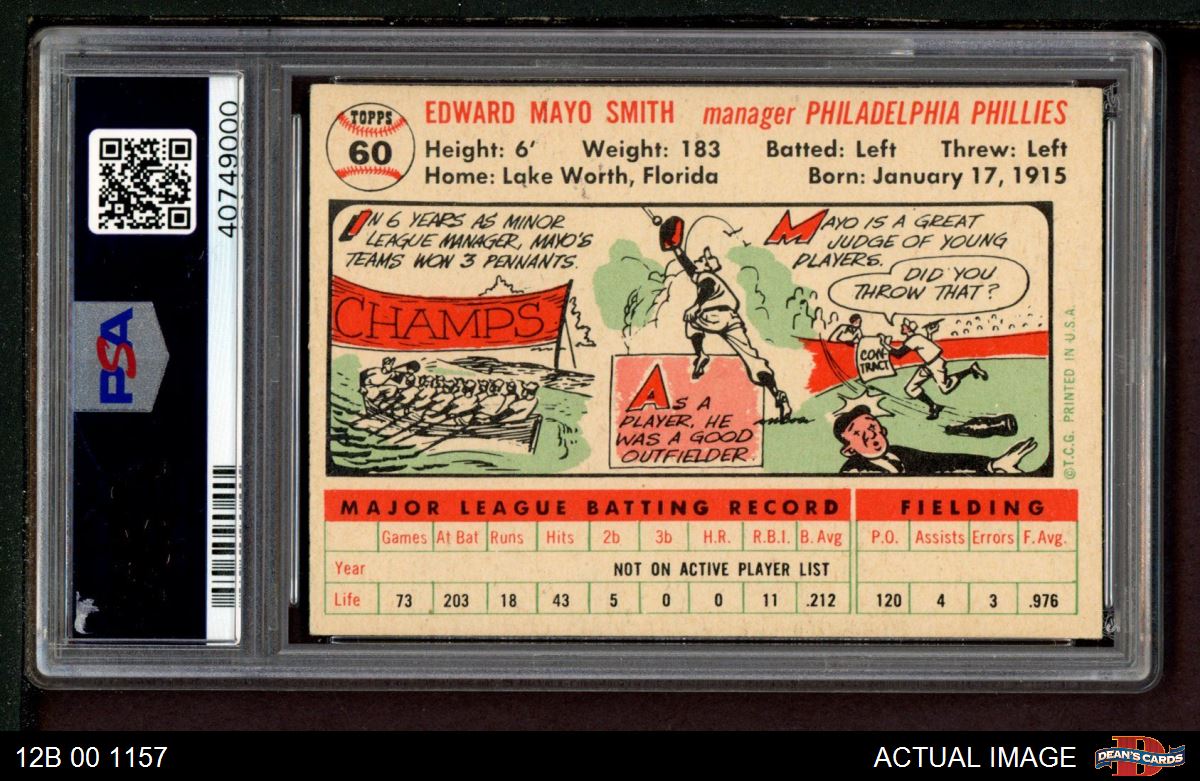 40749000
PSA
TOPPS
60
EDWARD MAYO SMITH manager PHILADELPHIA PHILLIES
Height: 6' Weight: 183 Batted: Left Threw: Left
Home: Lake Worth, Florida Born: January 17, 1915
IN 6 YEARS AS MINOR
LEAGUE MANAGER, MAYO'S
TEAMS WON 3 PENNANTS.
CHAMPS
AS A
PLAYER, HE
WAS A GOOD
OUTFIELDER.
MAYO IS A GREAT
JUDGE OF YOUNG
PLAYERS.
DID YOU
THROW THAT?
CON-
TRACT
©T.C.G. PRINTED IN U.S.A.
MAJOR LEAGUE BATTING RECORD FIELDING
Games At Bat Runs Hits 2b 3b H.R. R.B.I. B. Avg P.O. Assists Errors F. Avg.
Year NOT ON ACTIVE PLAYER LIST
Life 73 203 18 43 5 0 0 11 .212 120 4 3 .976
12B 00 1157 ACTUAL IMAGE
DEAN'S CARDS